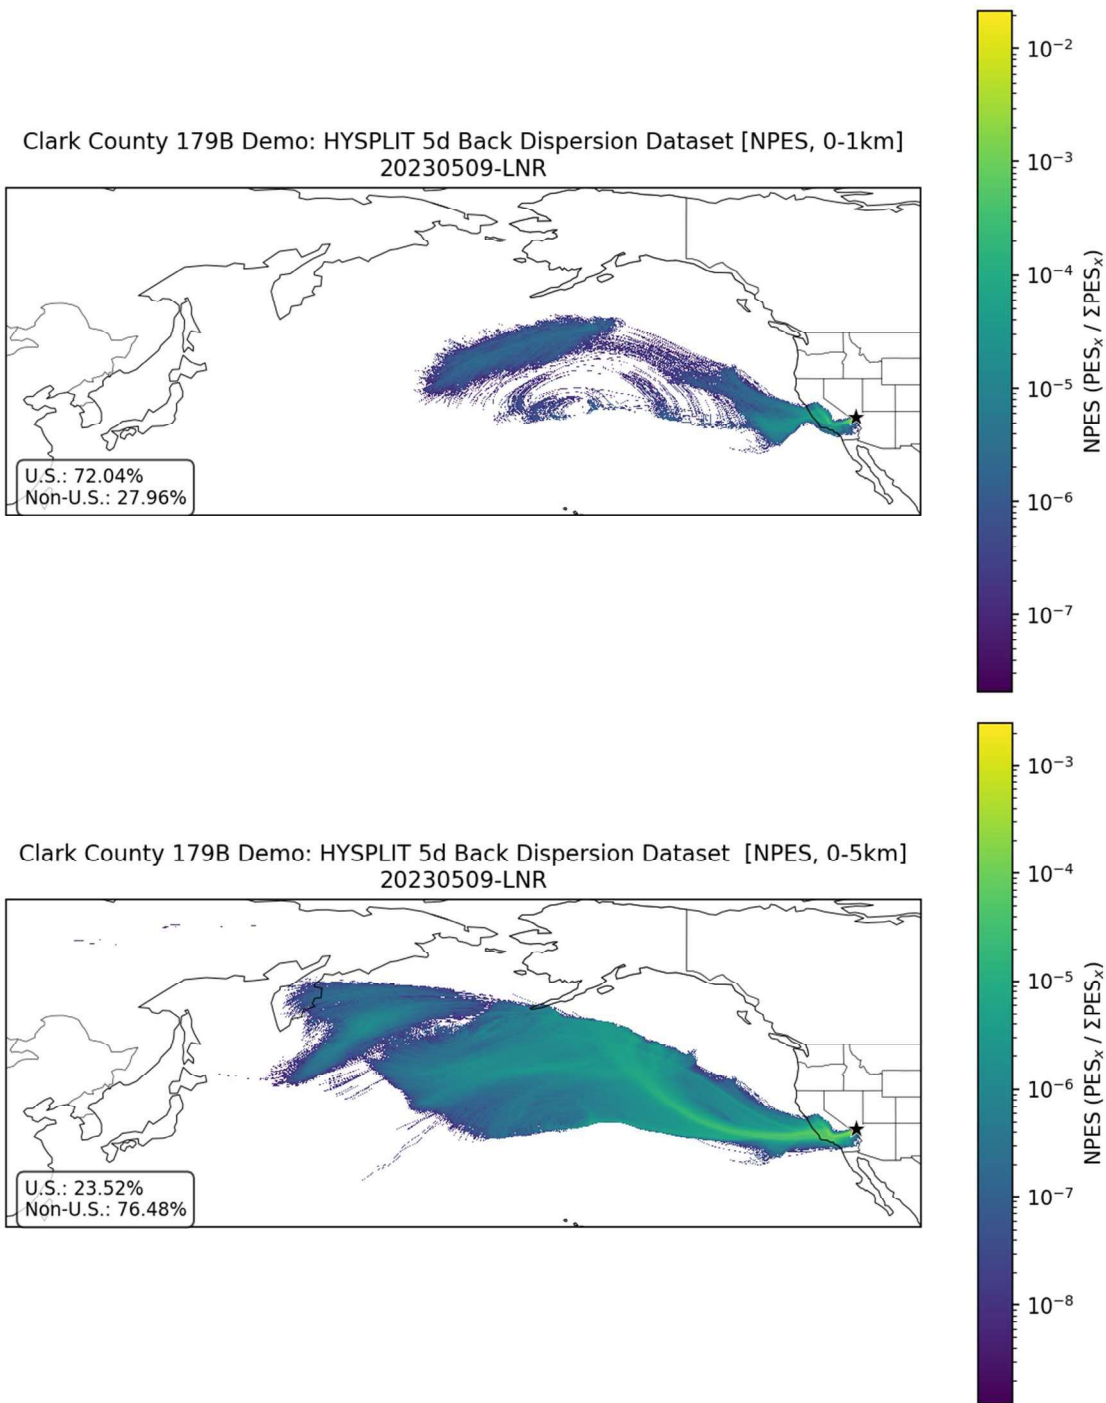 Clark County 179B Demo: HYSPLIT 5d Back Dispersion Dataset [NPES, 0-1km]
20230509-LNR
U.S.: 72.04%
Non-U.S.: 27.96%
10⁻²
10⁻³
10⁻⁴
10⁻⁵
10⁻⁶
10⁻⁷
NPES (PESₓ / ΣPESₓ)
Clark County 179B Demo: HYSPLIT 5d Back Dispersion Dataset [NPES, 0-5km]
20230509-LNR
U.S.: 23.52%
Non-U.S.: 76.48%
10⁻³
10⁻⁴
10⁻⁵
10⁻⁶
10⁻⁷
10⁻⁸
NPES (PESₓ / ΣPESₓ)